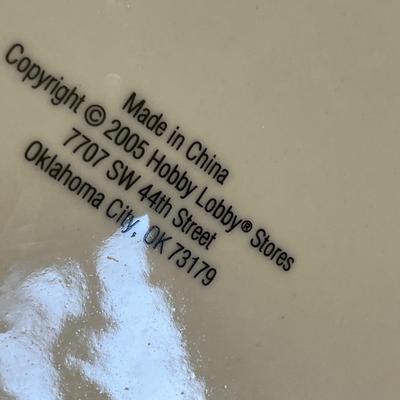 Made in China
Copyright © 2005 Hobby Lobby® Stores
7707 SW 44th Street
Oklahoma City, OK 73179